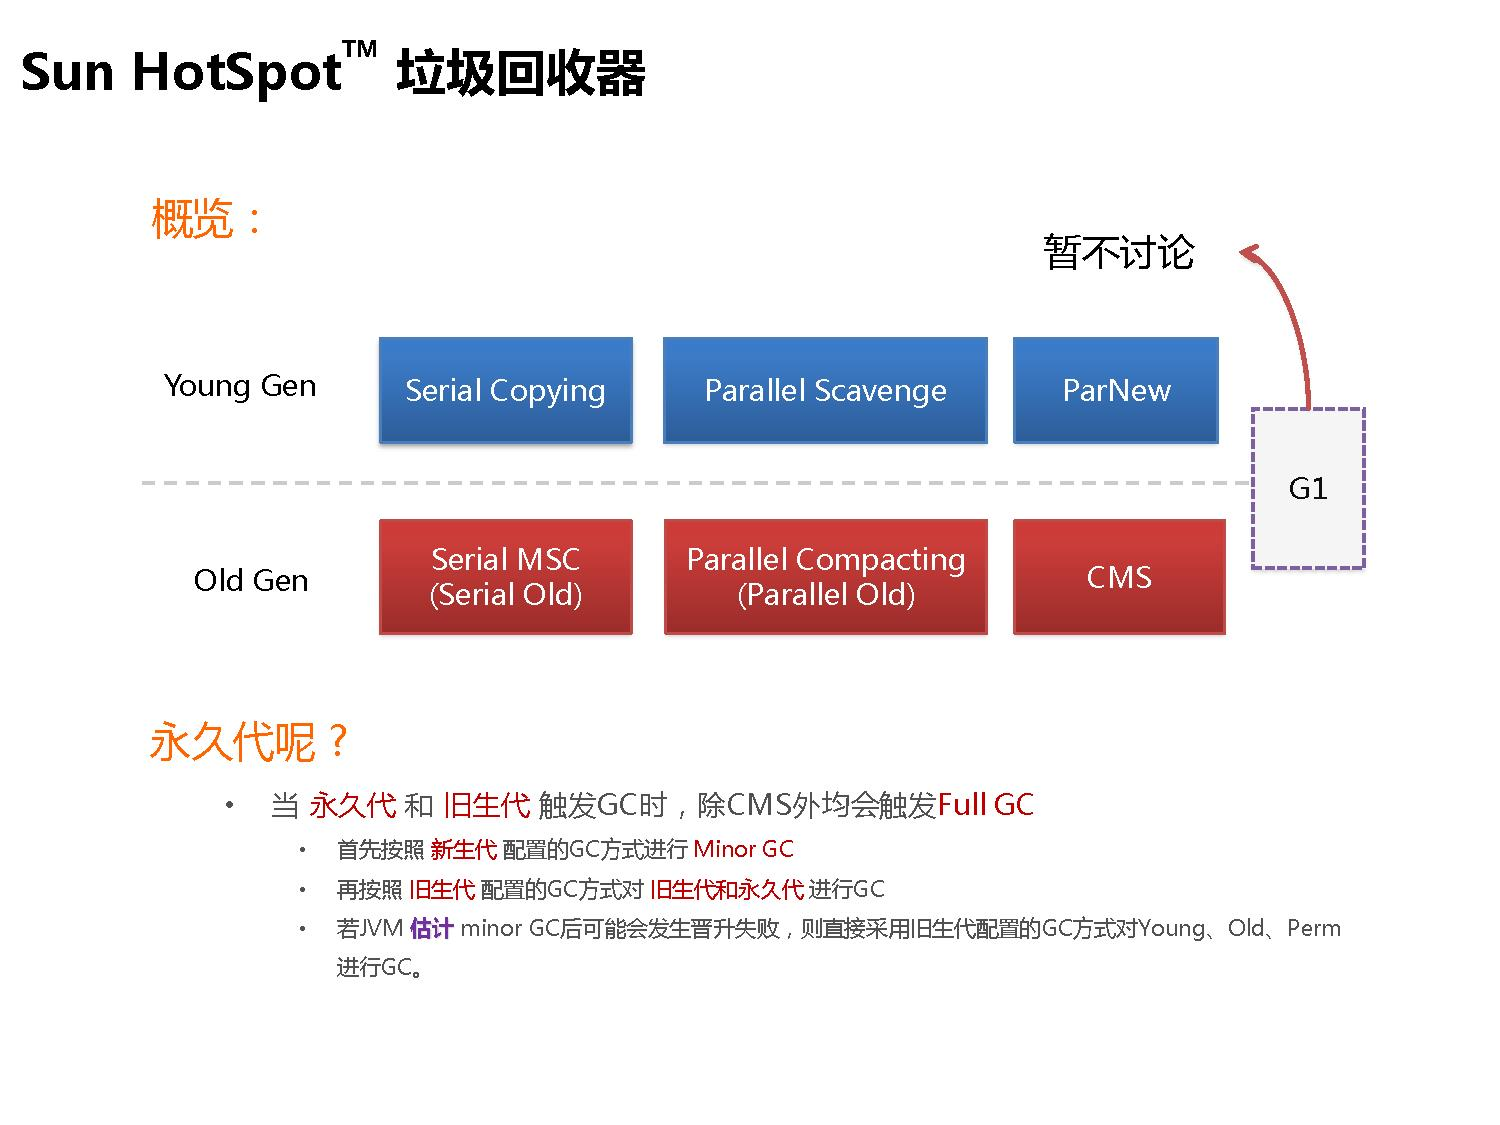 Sun HotSpot™ 垃圾回收器
概览：
暂不讨论
Young Gen
Serial Copying
Parallel Scavenge
ParNew
G1
Old Gen
Serial MSC
(Serial Old)
Parallel Compacting
(Parallel Old)
CMS
永久代呢？
• 当 永久代 和 旧生代 触发GC时，除CMS外均会触发Full GC
• 首先按照 新生代 配置的GC方式进行 Minor GC
• 再按照 旧生代 配置的GC方式对 旧生代和永久代 进行GC
• 若JVM 估计 minor GC后可能会发生晋升失败，则直接采用旧生代配置的GC方式对Young、Old、Perm
进行GC。